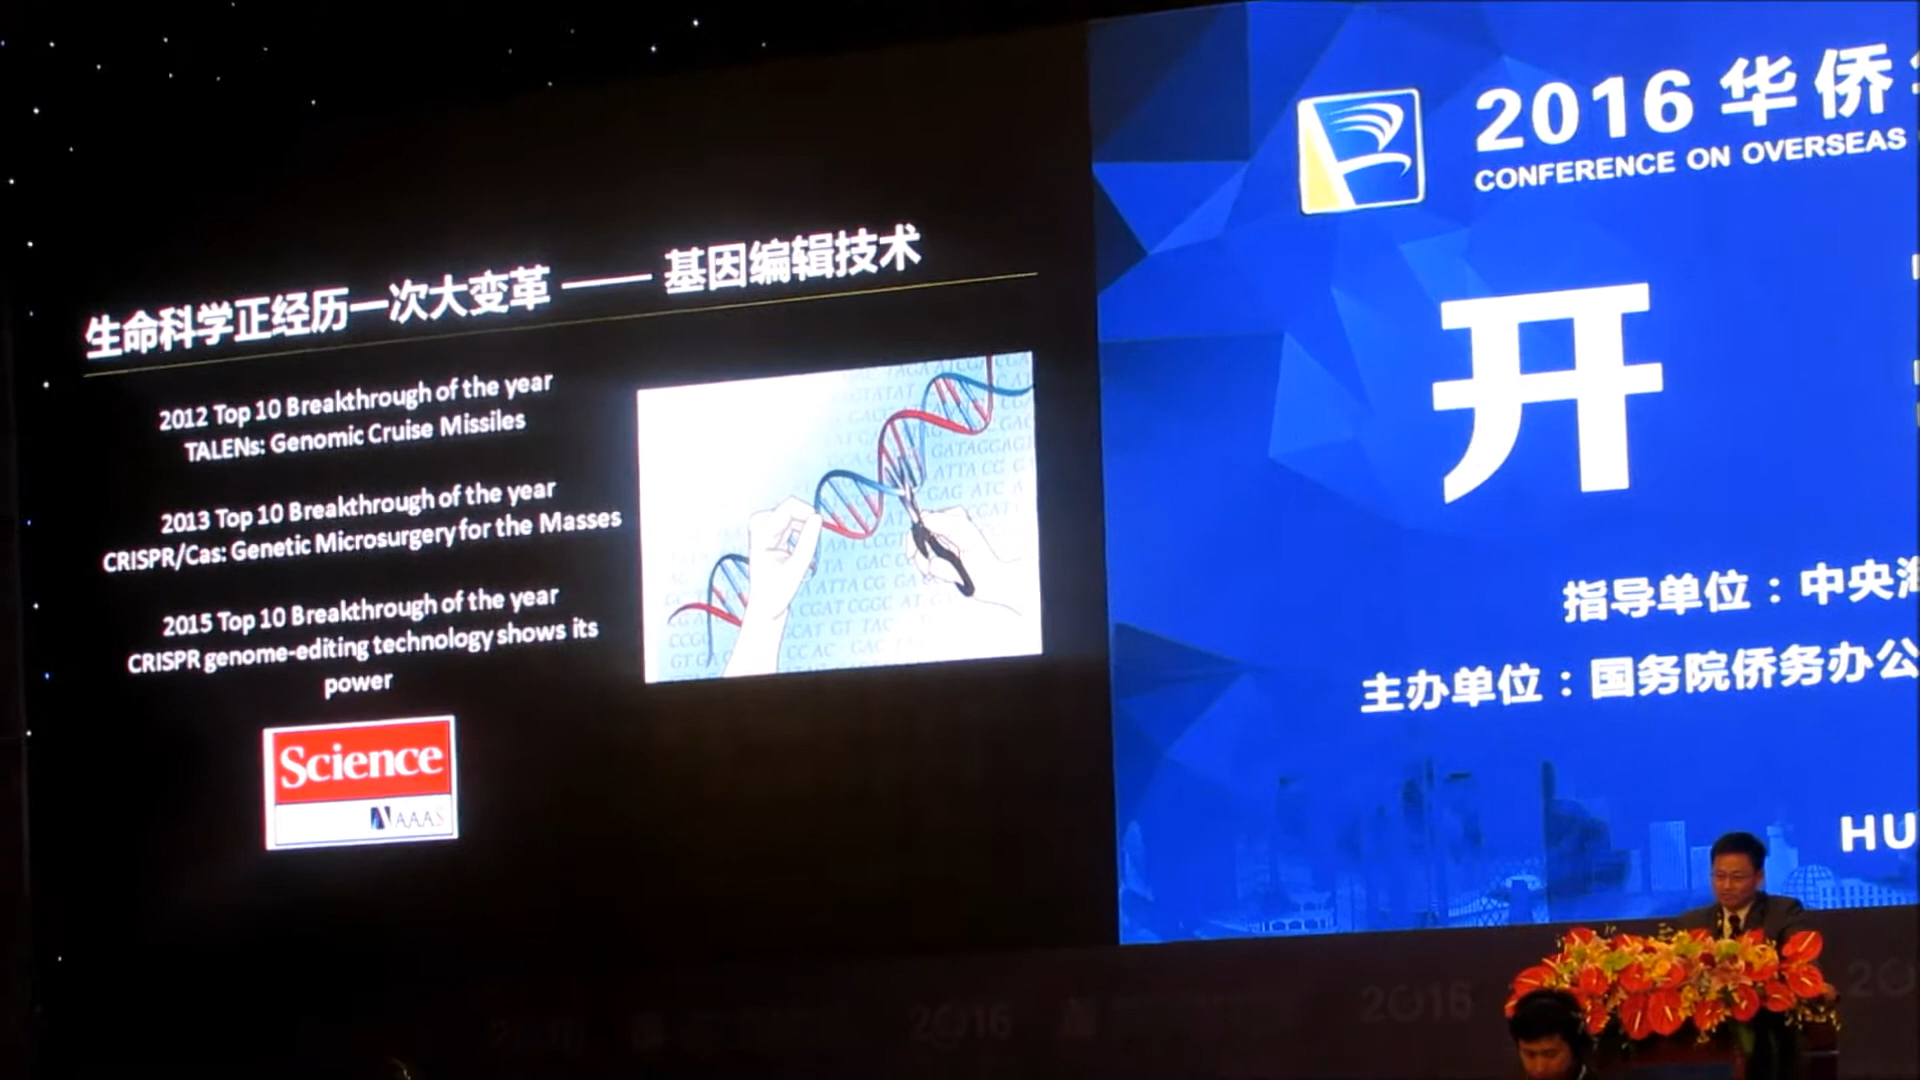 生命科学正经历一次大变革 —— 基因编辑技术
2012 Top 10 Breakthrough of the year
TALENs: Genomic Cruise Missiles
2013 Top 10 Breakthrough of the year
CRISPR/Cas: Genetic Microsurgery for the Masses
2015 Top 10 Breakthrough of the year
CRISPR genome-editing technology shows its
power
Science
AAAS
2016 华侨
CONFERENCE ON OVERSEAS
开
指导单位：中央
主办单位：国务院侨务办公
HU
2016
2016